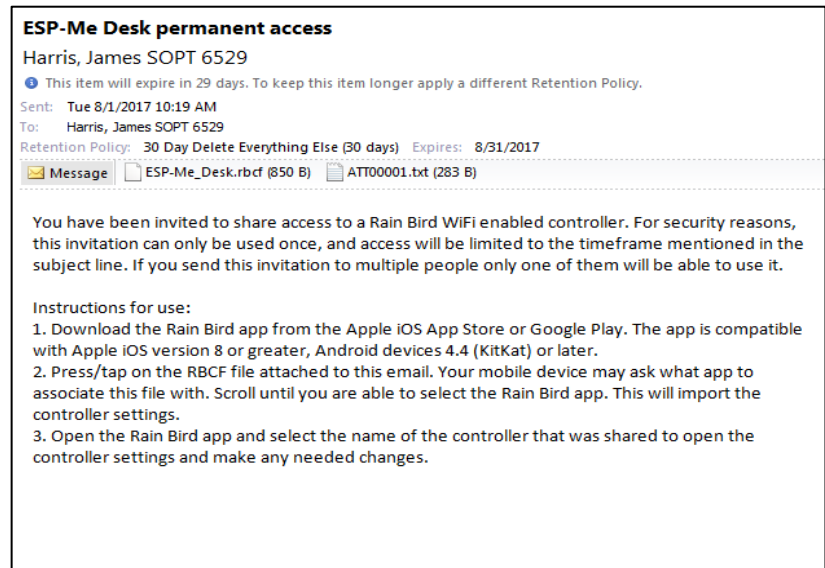 ESP-Me Desk permanent access
Harris, James SOPT 6529
This item will expire in 29 days. To keep this item longer apply a different Retention Policy.
Sent: Tue 8/1/2017 10:19 AM
To: Harris, James SOPT 6529
Retention Policy: 30 Day Delete Everything Else (30 days) Expires: 8/31/2017
Message ESP-Me_Desk.rbcf (850 B) ATT00001.txt (283 B)
You have been invited to share access to a Rain Bird WiFi enabled controller. For security reasons,
this invitation can only be used once, and access will be limited to the timeframe mentioned in the
subject line. If you send this invitation to multiple people only one of them will be able to use it.
Instructions for use:
1. Download the Rain Bird app from the Apple iOS App Store or Google Play. The app is compatible
with Apple iOS version 8 or greater, Android devices 4.4 (KitKat) or later.
2. Press/tap on the RBCF file attached to this email. Your mobile device may ask what app to
associate this file with. Scroll until you are able to select the Rain Bird app. This will import the
controller settings.
3. Open the Rain Bird app and select the name of the controller that was shared to open the
controller settings and make any needed changes.